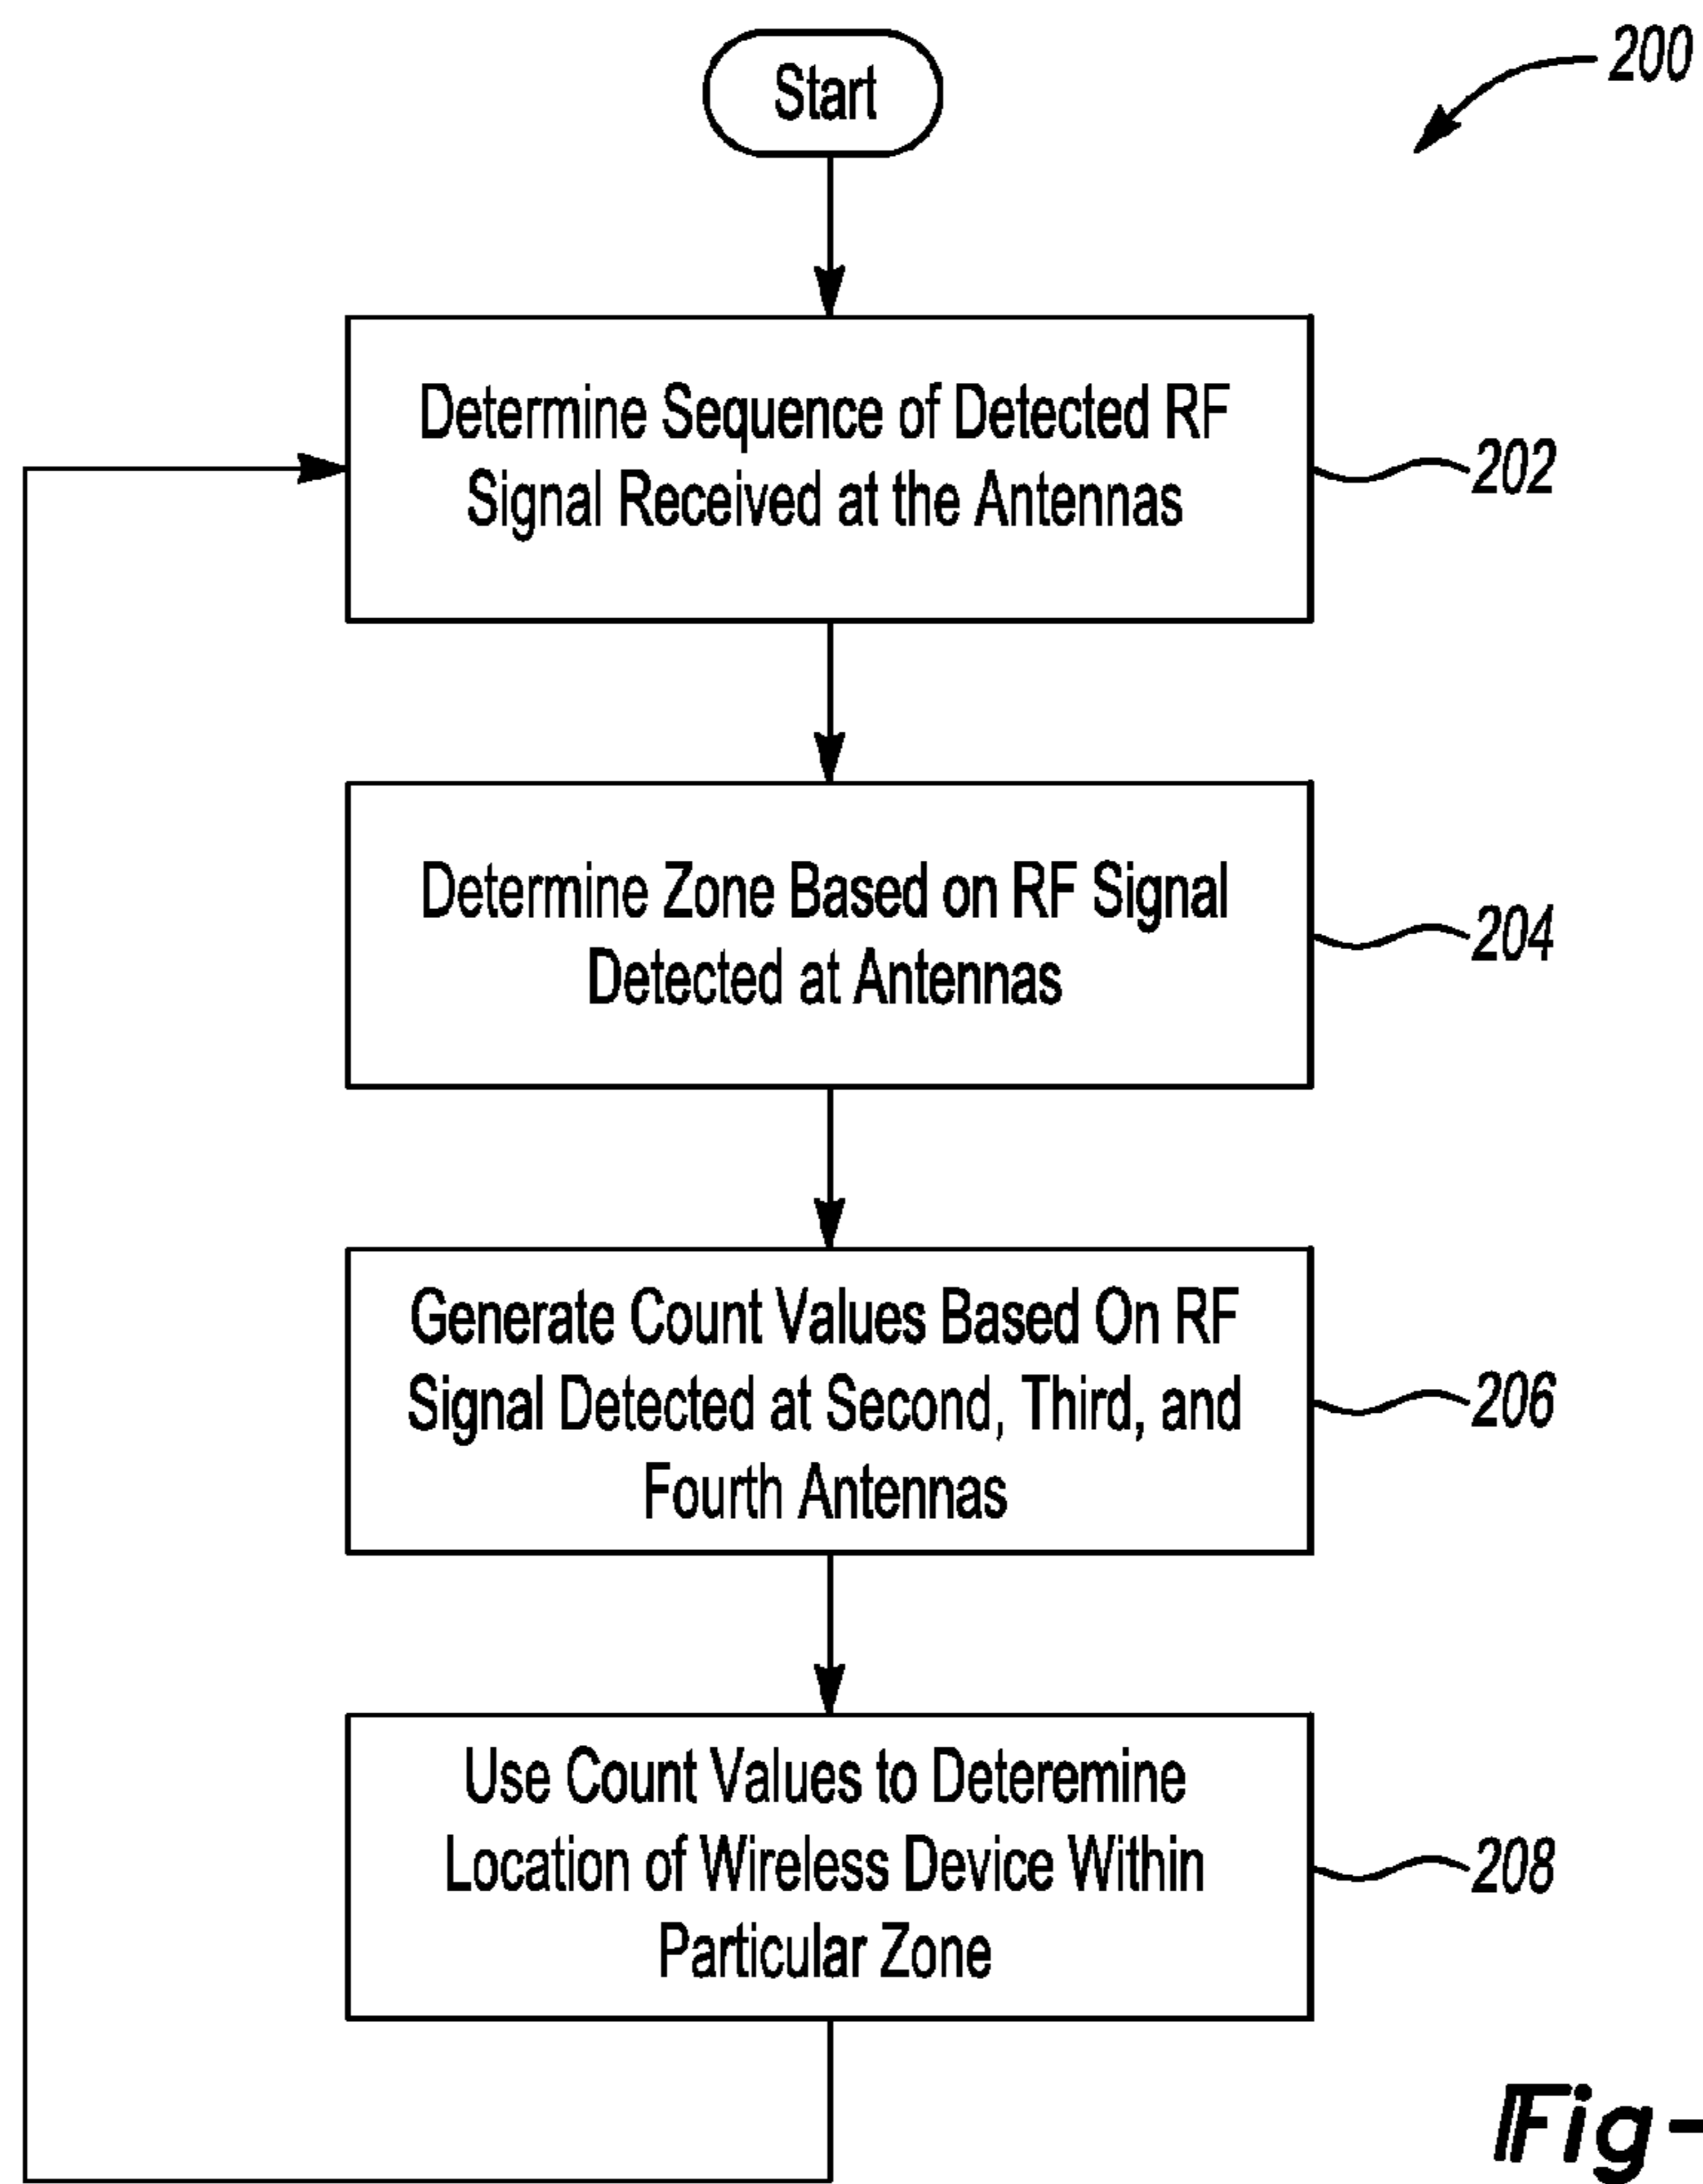 Start
200
Determine Sequence of Detected RF
Signal Received at the Antennas
202
Determine Zone Based on RF Signal
Detected at Antennas
204
Generate Count Values Based On RF
Signal Detected at Second, Third, and
Fourth Antennas
206
Use Count Values to Deteremine
Location of Wireless Device Within
Particular Zone
208
Fig-